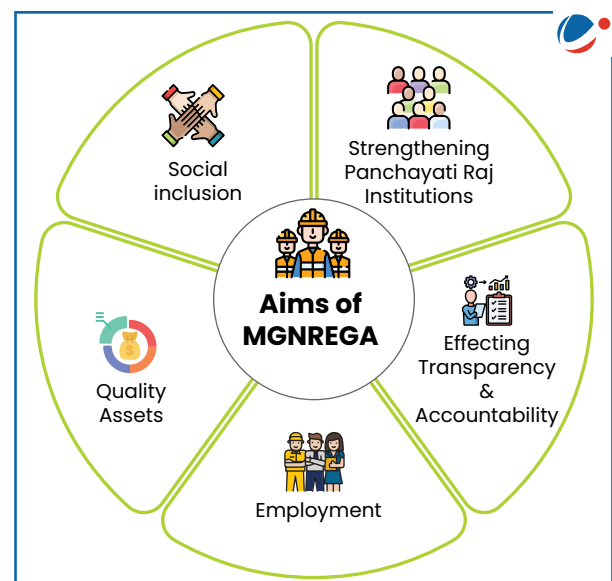 Social
inclusion
Strengthening
Panchayati Raj
Institutions
Aims of
MGNREGA
Effecting
Transparency
&
Accountability
Quality
Assets
Employment